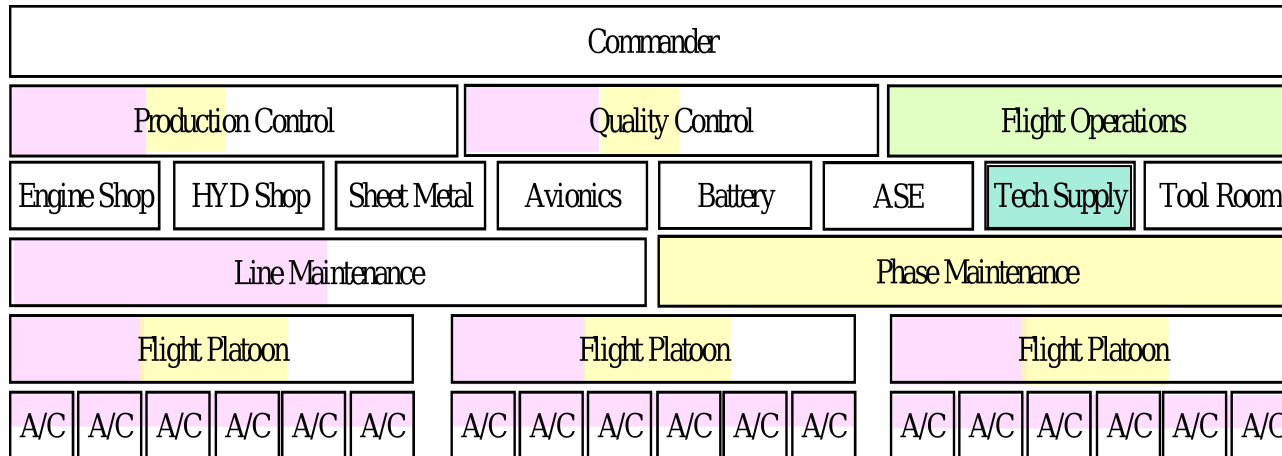 Commander
Production Control Quality Control Flight Operations
Engine Shop HYD Shop Sheet Metal Avionics Battery ASE Tech Supply Tool Room
Line Maintenance Phase Maintenance
Flight Platoon Flight Platoon Flight Platoon
A/C A/C A/C A/C A/C A/C A/C A/C A/C A/C A/C A/C A/C A/C A/C A/C A/C A/C